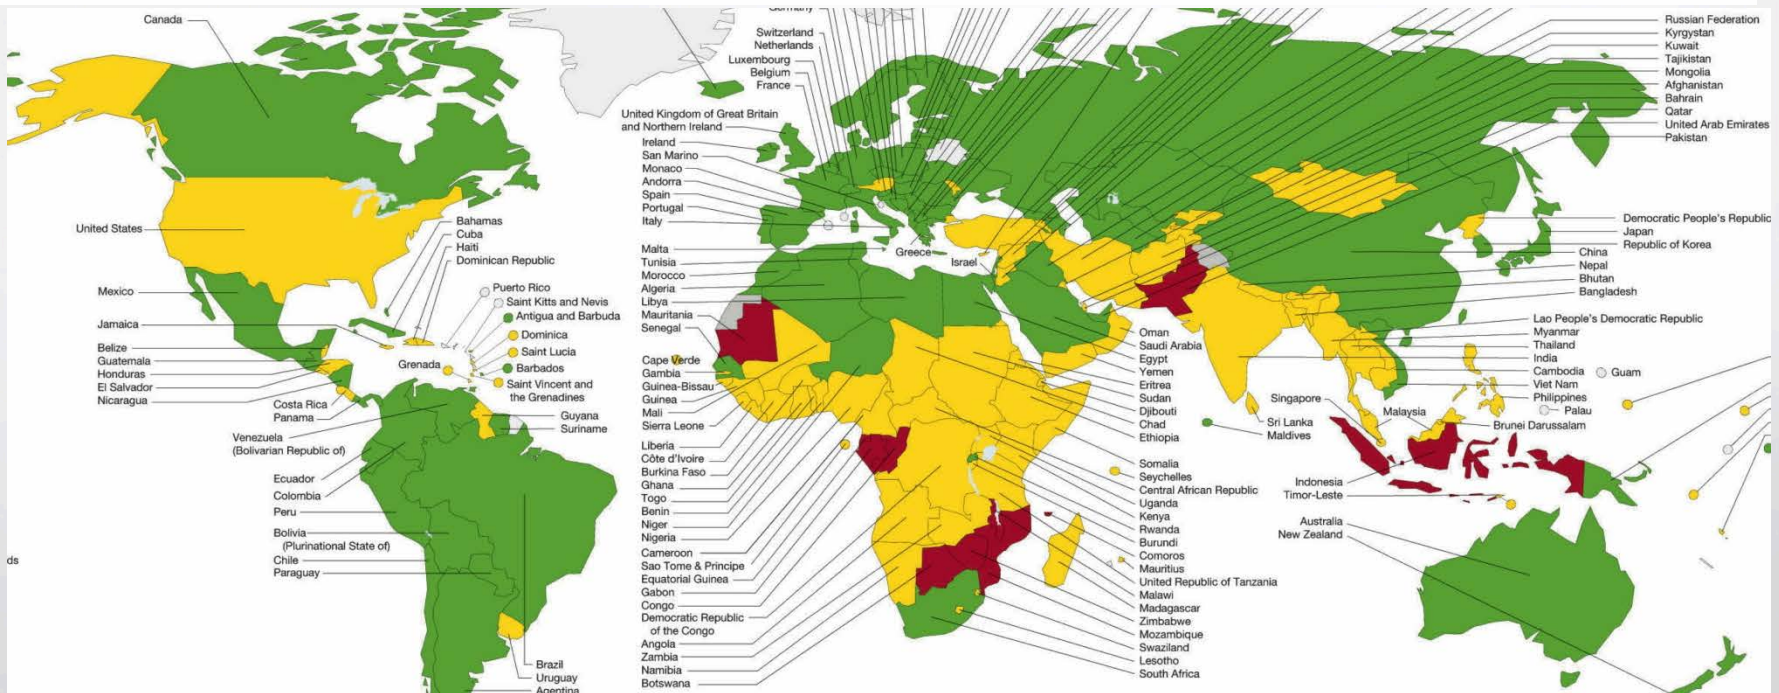 Canada
United States
Mexico
Jamaica
Belize
Guatemala
Honduras
El Salvador
Nicaragua
Costa Rica
Panama
Venezuela
(Bolivarian Republic of)
Ecuador
Colombia
Peru
Bolivia
(Plurinational State of)
Chile
Paraguay
ds
Bahamas
Cuba
Haiti
Dominican Republic
Puerto Rico
Saint Kitts and Nevis
Antigua and Barbuda
Dominica
Saint Lucia
Barbados
Grenada
Saint Vincent and
the Grenadines
Guyana
Suriname
Brazil
Uruguay
Agentina
Germany
Switzerland
Netherlands
Luxembourg
Belgium
France
United Kingdom of Great Britain
and Northern Ireland
Ireland
San Marino
Monaco
Andorra
Spain
Portugal
Italy
Malta
Tunisia
Morocco
Algeria
Libya
Mauritania
Senegal
Cape Verde
Gambia
Guinea-Bissau
Guinea
Mali
Sierra Leone
Liberia
Côte d'Ivoire
Burkina Faso
Ghana
Togo
Benin
Niger
Nigeria
Cameroon
Sao Tome & Principe
Equatorial Guinea
Gabon
Congo
Democratic Republic
of the Congo
Angola
Zambia
Namibia
Botswana
Greece
Israel
Oman
Saudi Arabia
Egypt
Yemen
Eritrea
Sudan
Djibouti
Chad
Ethiopia
Somalia
Seychelles
Central African Republic
Uganda
Kenya
Rwanda
Burundi
Comoros
Mauritius
United Republic of Tanzania
Malawi
Madagascar
Zimbabwe
Mozambique
Swaziland
Lesotho
South Africa
Russian Federation
Kyrgystan
Kuwait
Tajikistan
Mongolia
Afghanistan
Bahrain
Qatar
United Arab Emirates
Pakistan
Democratic People's Republic
Japan
Republic of Korea
China
Nepal
Bhutan
Bangladesh
Lao People's Democratic Republic
Myanmar
Thailand
India
Cambodia
Viet Nam
Philippines
Guam
Palau
Singapore
Malaysia
Brunei Darussalam
Sri Lanka
Maldives
Indonesia
Timor-Leste
Australia
New Zealand